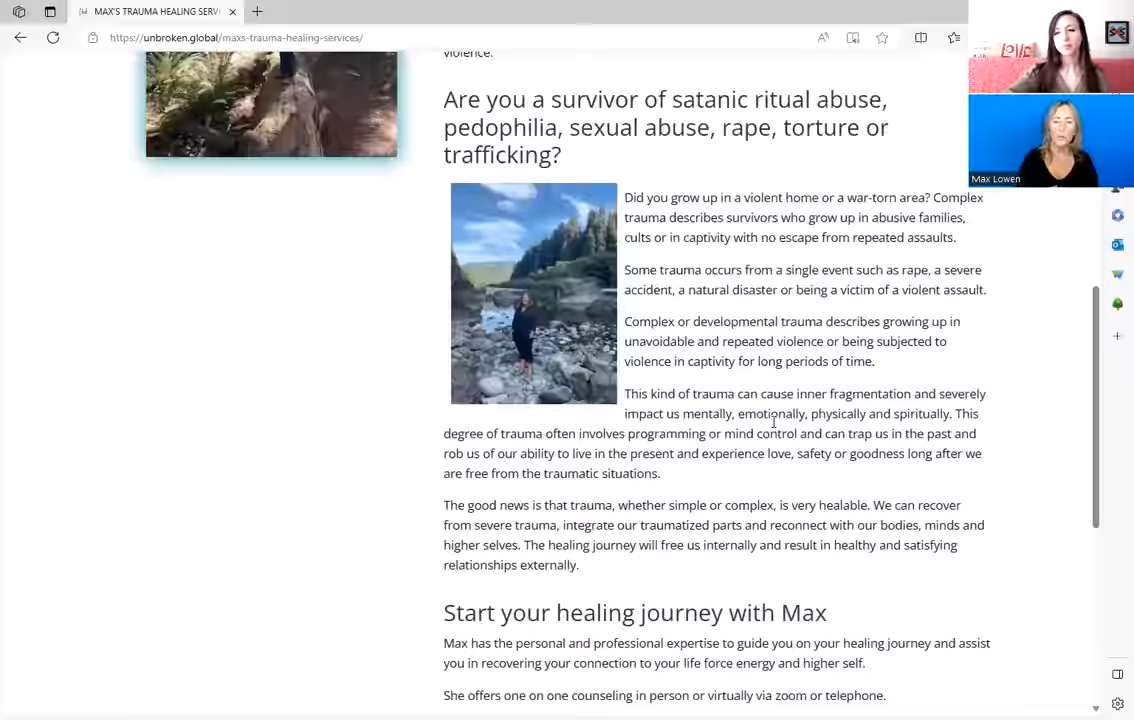 MAX'S TRAUMA HEALING SERV
https://unbroken.global/maxs-trauma-healing-services/
violence.
Are you a survivor of satanic ritual abuse,
pedophilia, sexual abuse, rape, torture or
trafficking?
Max Lowen
Did you grow up in a violent home or a war-torn area? Complex
trauma describes survivors who grow up in abusive families,
cults or in captivity with no escape from repeated assaults.
Some trauma occurs from a single event such as rape, a severe
accident, a natural disaster or being a victim of a violent assault.
Complex or developmental trauma describes growing up in
unavoidable and repeated violence or being subjected to
violence in captivity for long periods of time.
This kind of trauma can cause inner fragmentation and severely
impact us mentally, emotionally, physically and spiritually. This
degree of trauma often involves programming or mind control and can trap us in the past and
rob us of our ability to live in the present and experience love, safety or goodness long after we
are free from the traumatic situations.
The good news is that trauma, whether simple or complex, is very healable. We can recover
from severe trauma, integrate our traumatized parts and reconnect with our bodies, minds and
higher selves. The healing journey will free us internally and result in healthy and satisfying
relationships externally.
Start your healing journey with Max
Max has the personal and professional expertise to guide you on your healing journey and assist
you in recovering your connection to your life force energy and higher self.
She offers one on one counseling in person or virtually via zoom or telephone.